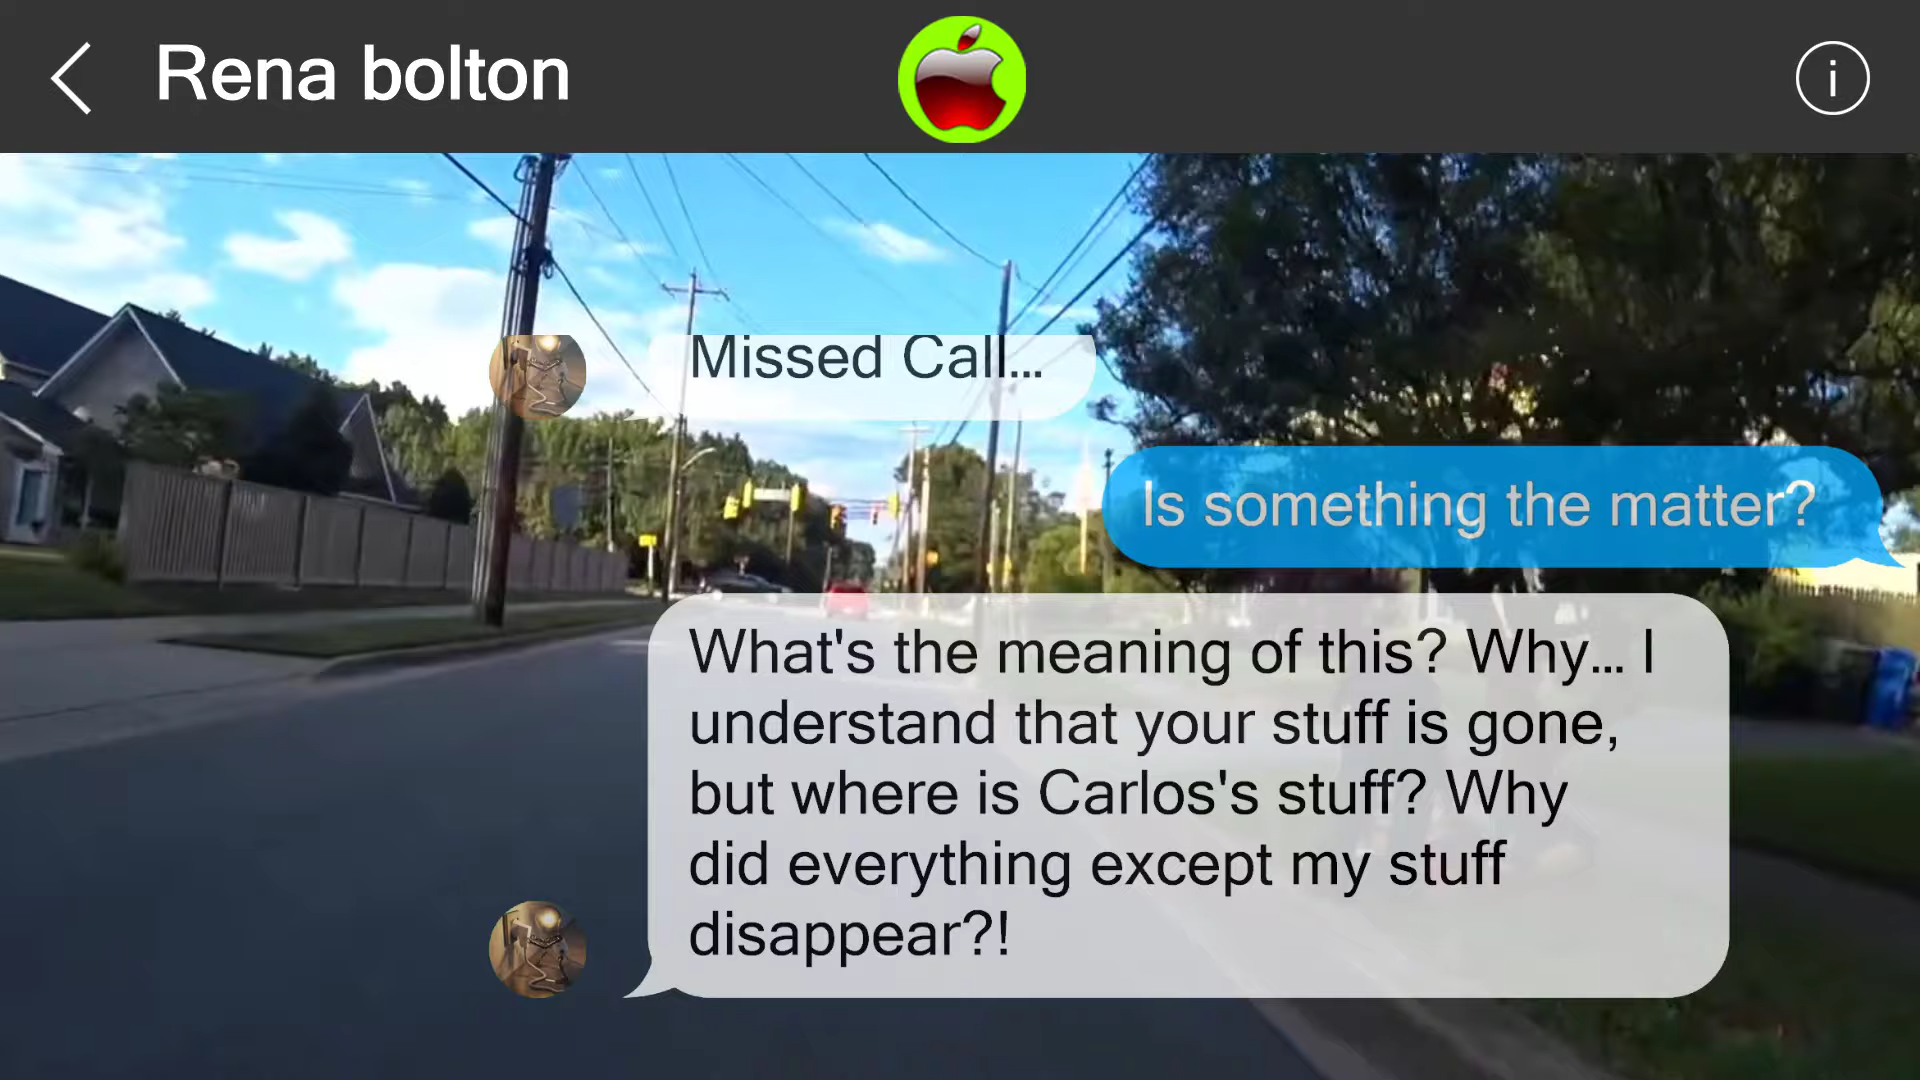 Rena bolton
Missed Call...
Is something the matter?
What's the meaning of this? Why... I
understand that your stuff is gone,
but where is Carlos's stuff? Why
did everything except my stuff
disappear?!